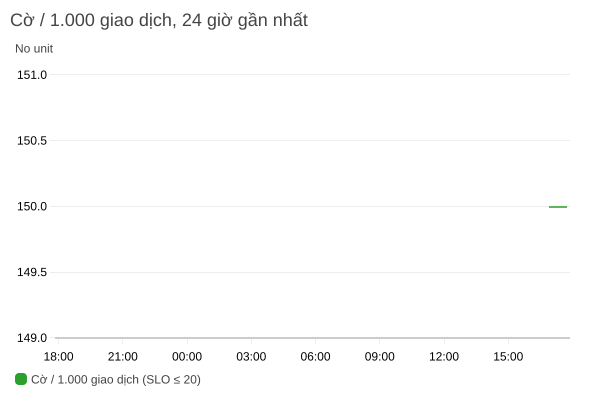 Cờ / 1.000 giao dịch, 24 giờ gần nhất
No unit
151.0
150.5
150.0
149.5
149.0
18:00 21:00 00:00 03:00 06:00 09:00 12:00 15:00
Cờ / 1.000 giao dịch (SLO ≤ 20)